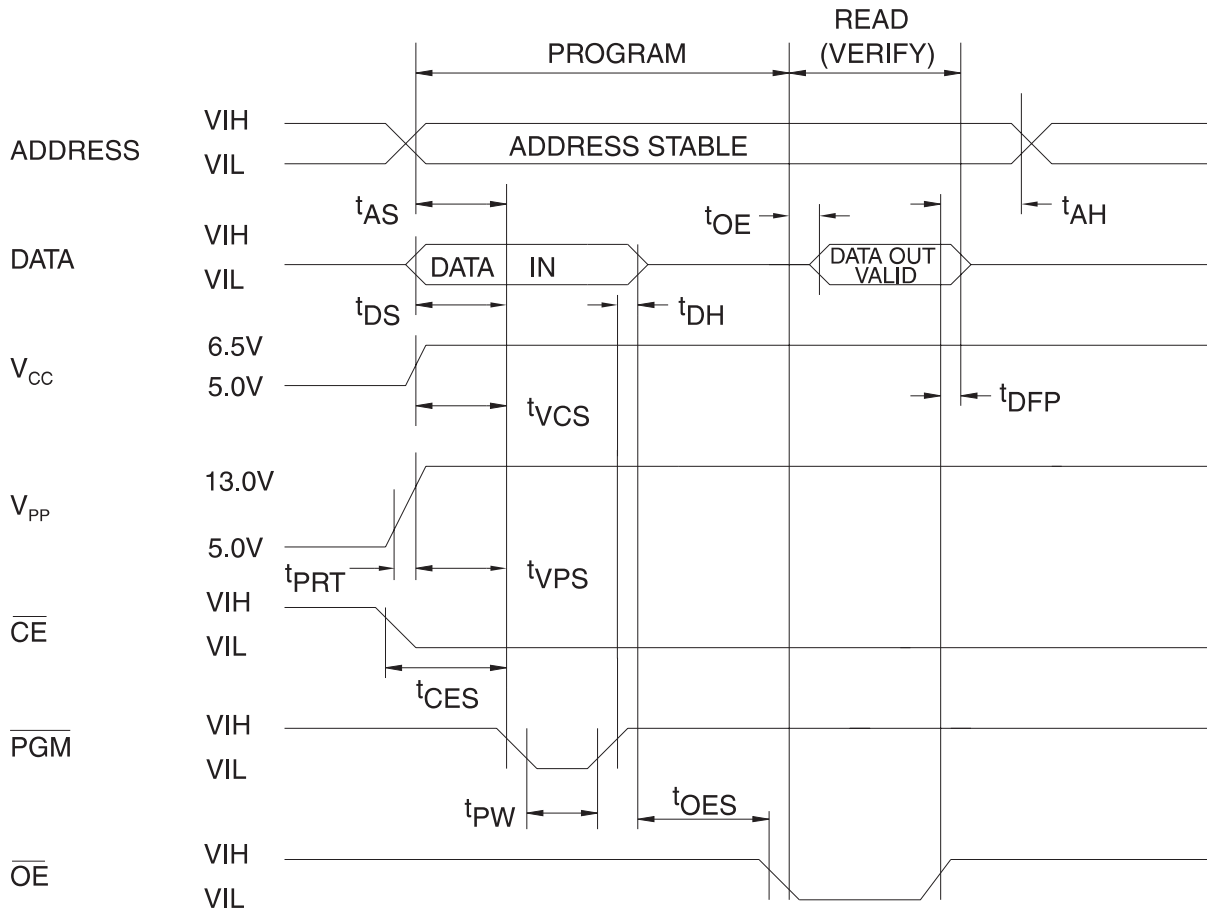 READ
PROGRAM (VERIFY)
ADDRESS VIH
VIL ADDRESS STABLE
tAS tOE tAH
DATA VIH
VIL DATA IN DATA OUT
VALID
tDS tDH
VCC 6.5V
5.0V
tVCS tDFP
VPP 13.0V
5.0V
tPRT tVPS
CE VIH
VIL
tCES
PGM VIH
VIL
tPW tOES
OE VIH
VIL